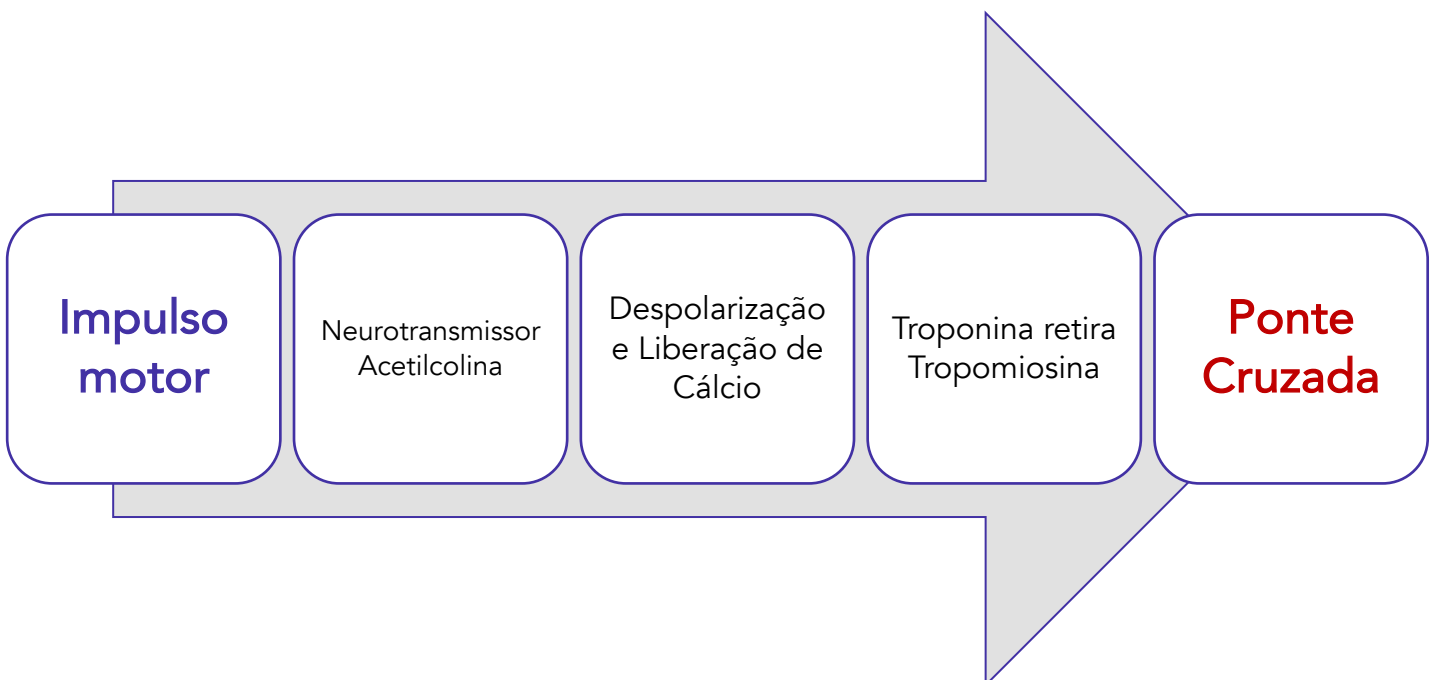 Impulso
motor
Neurotransmissor
Acetilcolina
Despolarização
e Liberação de
Cálcio
Troponina retira
Tropomiosina
Ponte
Cruzada